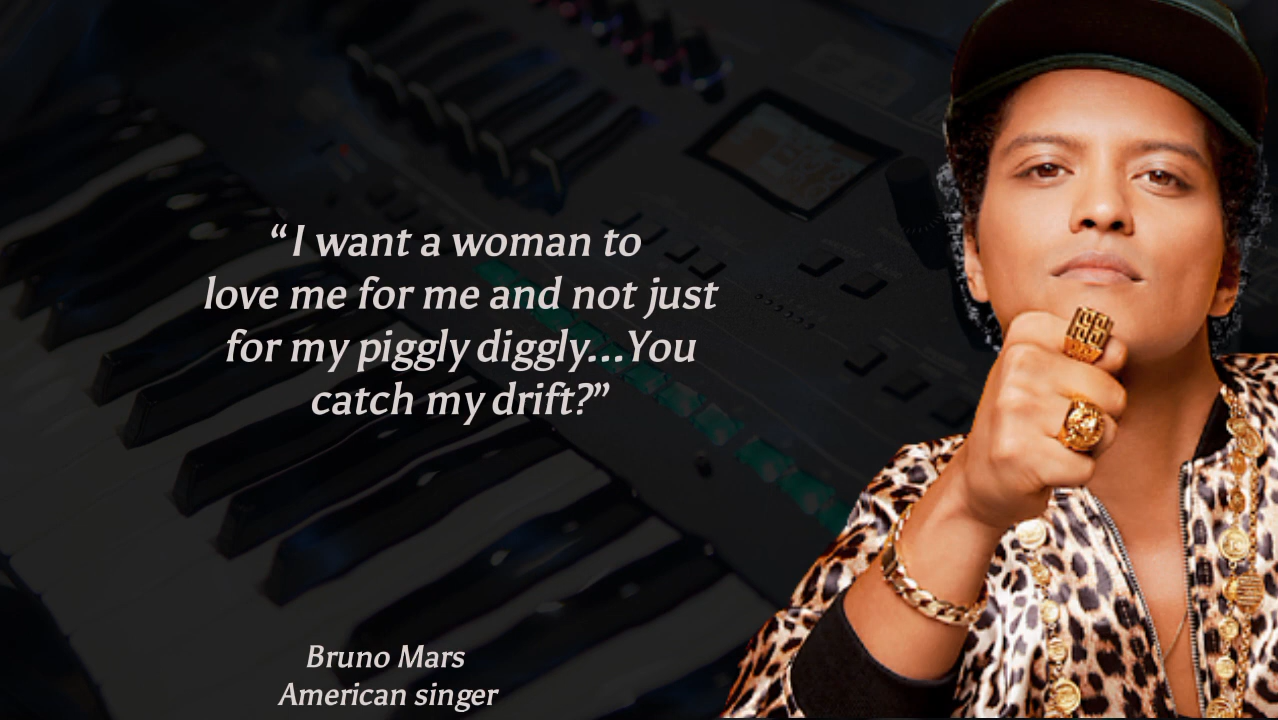 “ I want a woman to
love me for me and not just
for my piggly diggly...You
catch my drift?”
Bruno Mars
American singer